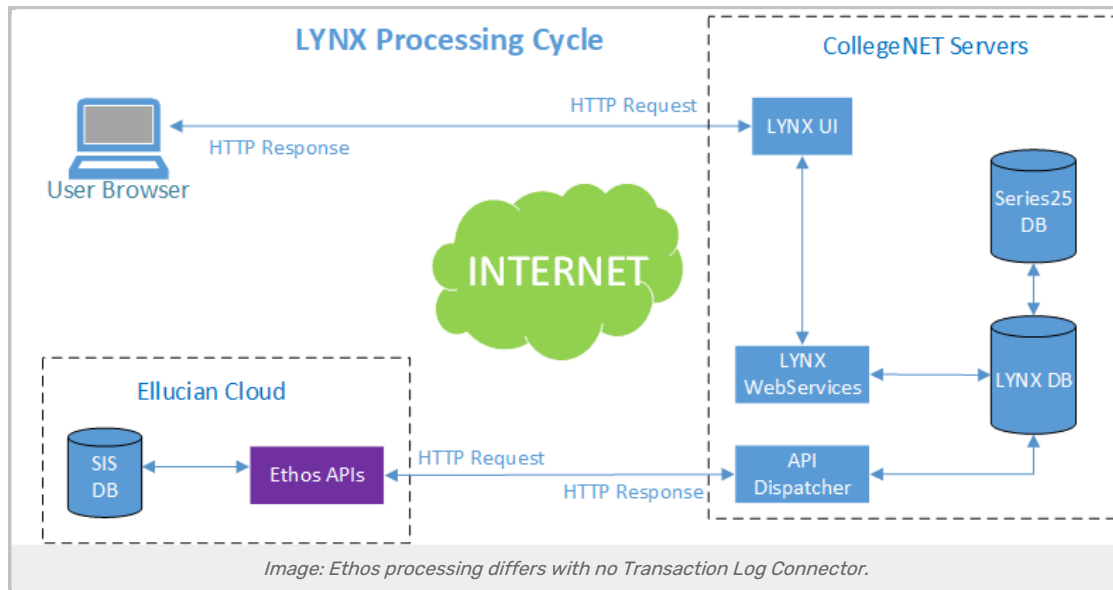 LYNX Processing Cycle
CollegeNET Servers
HTTP Request
LYNX UI
HTTP Response
User Browser
Series25
DB
INTERNET
LYNX
WebServices
LYNX DB
Ellucian Cloud
SIS
DB
Ethos APIs
HTTP Request
HTTP Response
API
Dispatcher
Image: Ethos processing differs with no Transaction Log Connector.